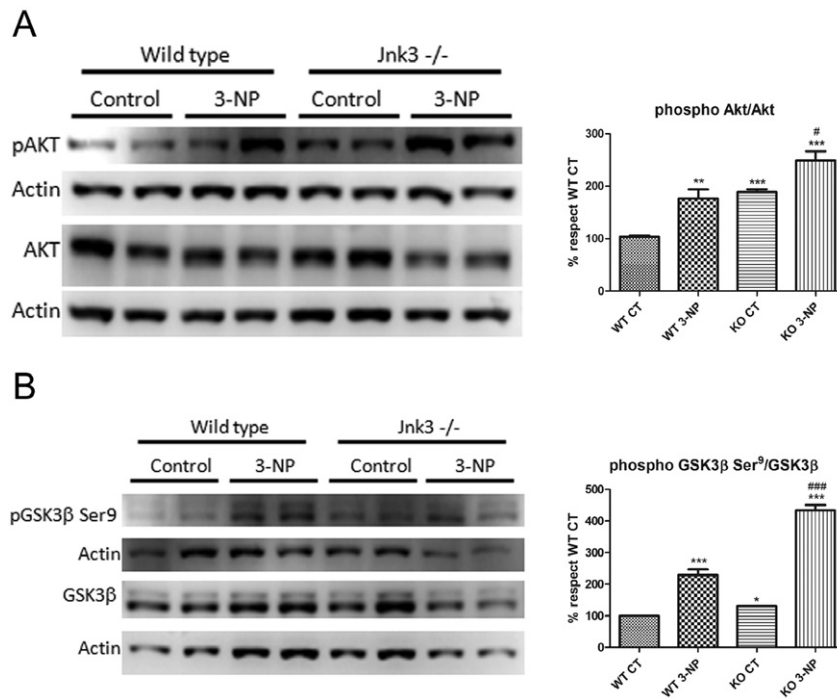 A
Wild type Jnk3 -/-
Control 3-NP Control 3-NP
pAKT
Actin
AKT
Actin
phospho Akt/Akt
% respect WT CT
300
200
100
0
WT CT
** WT 3-NP
*** KO CT
#
*** KO 3-NP
B
Wild type Jnk3 -/-
Control 3-NP Control 3-NP
pGSK3β Ser9
Actin
GSK3β
Actin
phospho GSK3β Ser⁹/GSK3β
% respect WT CT
500
400
300
200
100
0
WT CT
*** WT 3-NP
* KO CT
###
*** KO 3-NP